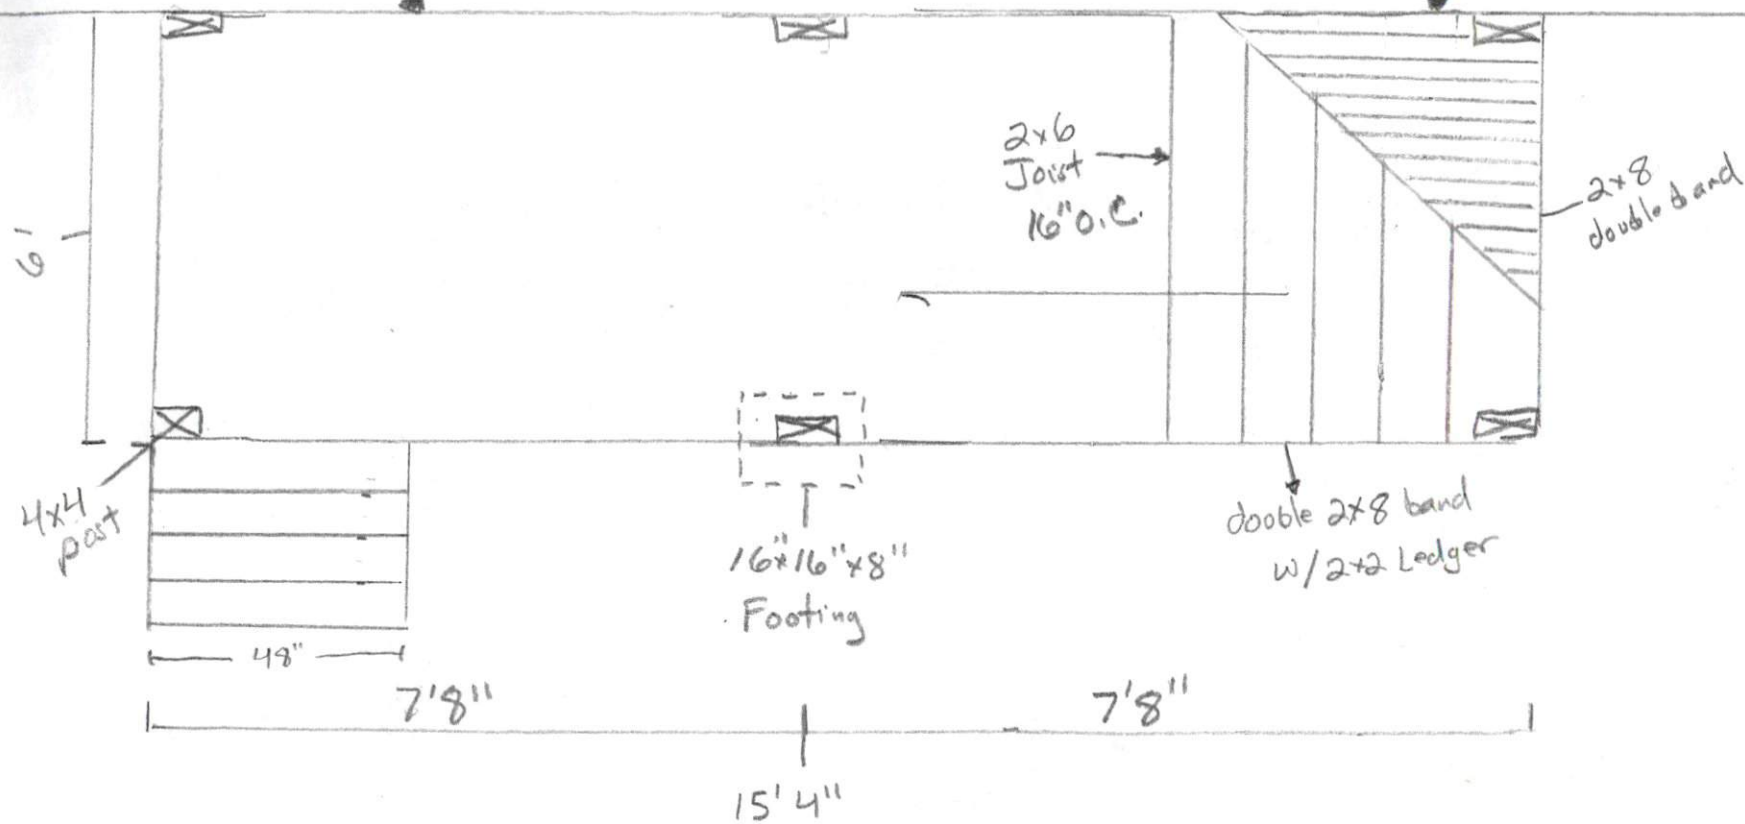 2x6
Joist
16" O.C.
2x8
double band
6'
4x4
post
16"x16"x8"
Footing
dooble 2x8 band
w/ 2x2 Ledger
48"
7'8"
7'8"
15'4"